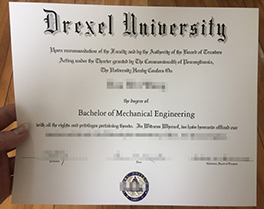 Drexel University
Upon recommendation of the Faculty and by the Authority of the Board of Trustees
Acting under the Charter granted by The Commonwealth of Pennsylvania,
The University Hereby Confers On
the degree of
Bachelor of Mechanical Engineering
with all the rights and privileges pertaining thereto. In Witness Whereof, we have hereunto affixed our